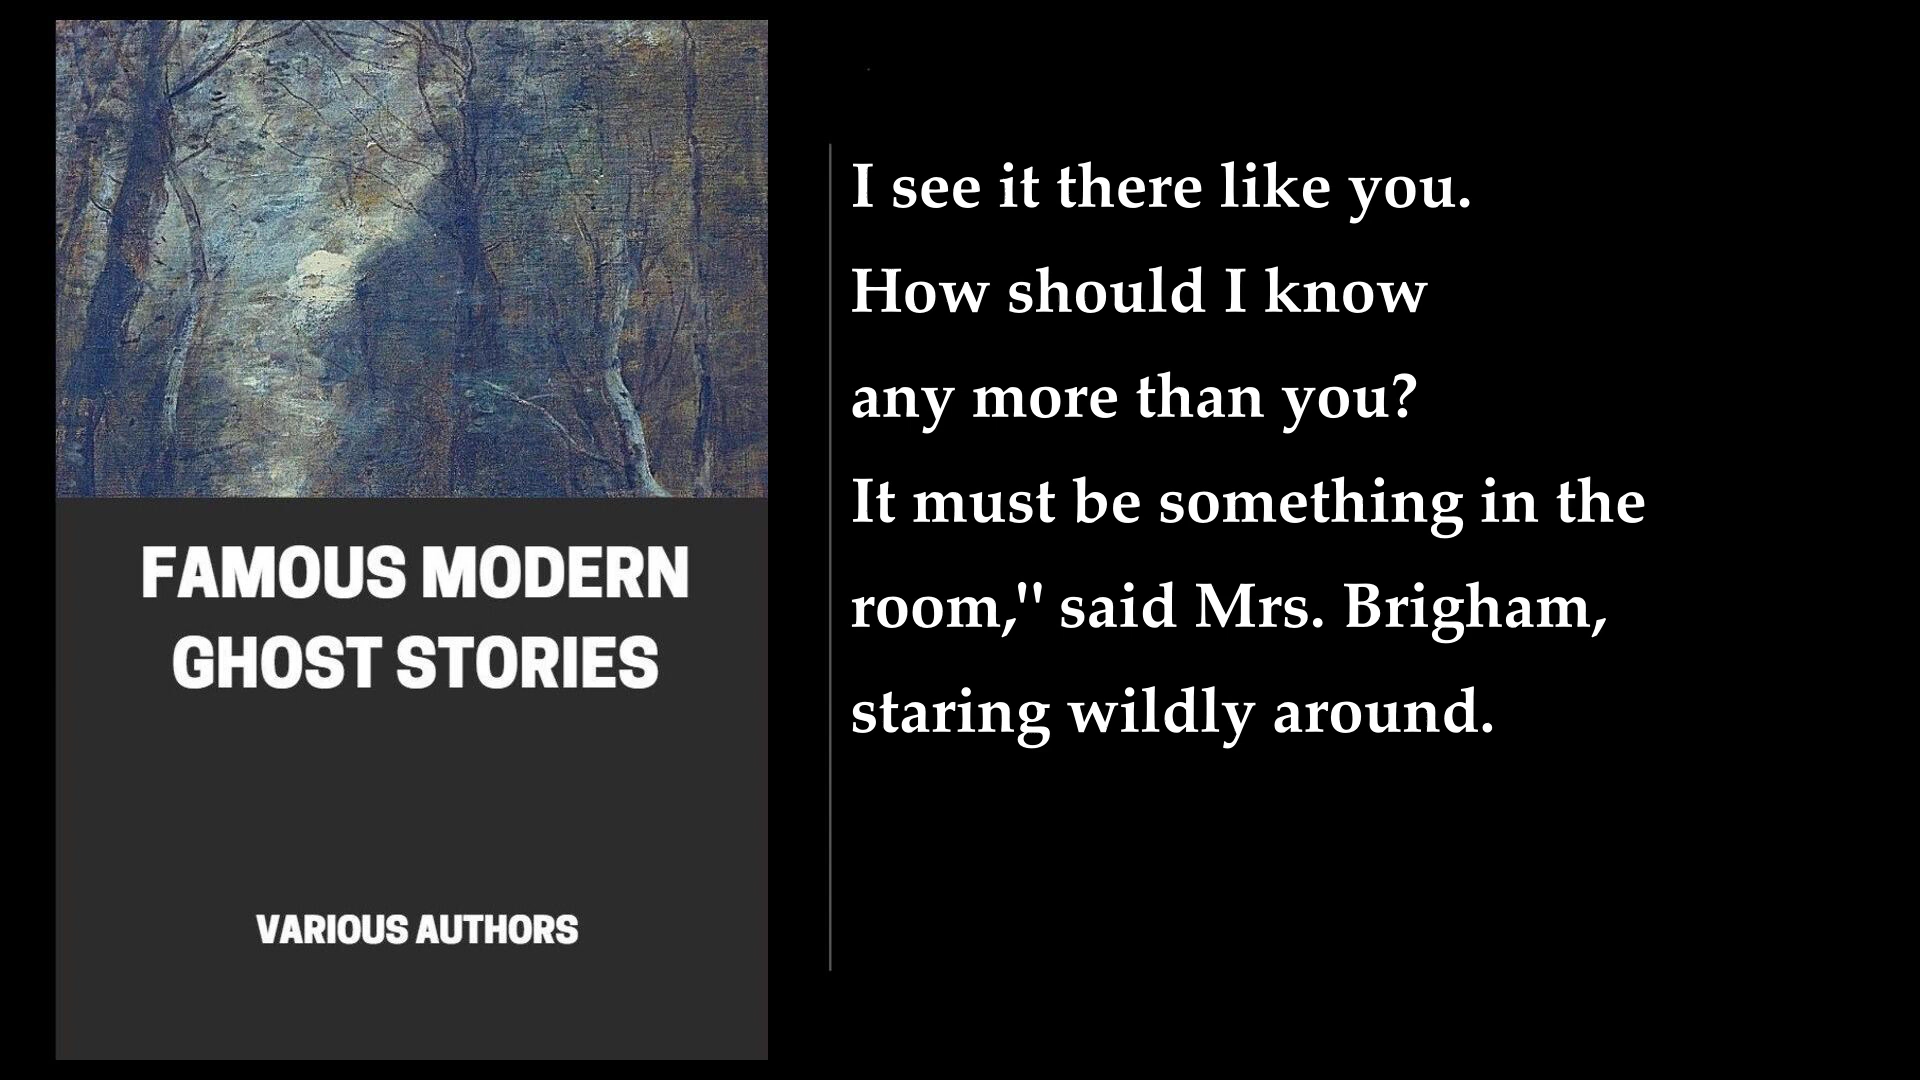 FAMOUS MODERN
GHOST STORIES
VARIOUS AUTHORS
I see it there like you.
How should I know
any more than you?
It must be something in the
room," said Mrs. Brigham,
staring wildly around.